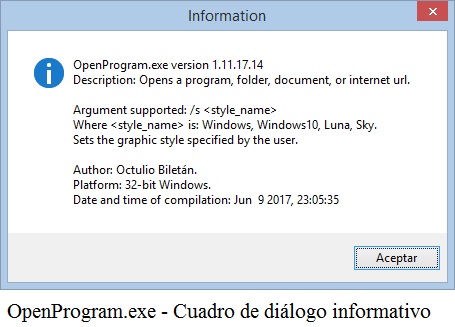 Information
OpenProgram.exe version 1.11.17.14
Description: Opens a program, folder, document, or internet url.
Argument supported: /s <style_name>
Where <style_name> is: Windows, Windows10, Luna, Sky.
Sets the graphic style specified by the user.
Author: Octulio Biletán.
Platform: 32-bit Windows.
Date and time of compilation: Jun  9 2017, 23:05:35
Aceptar
OpenProgram.exe - Cuadro de diálogo informativo